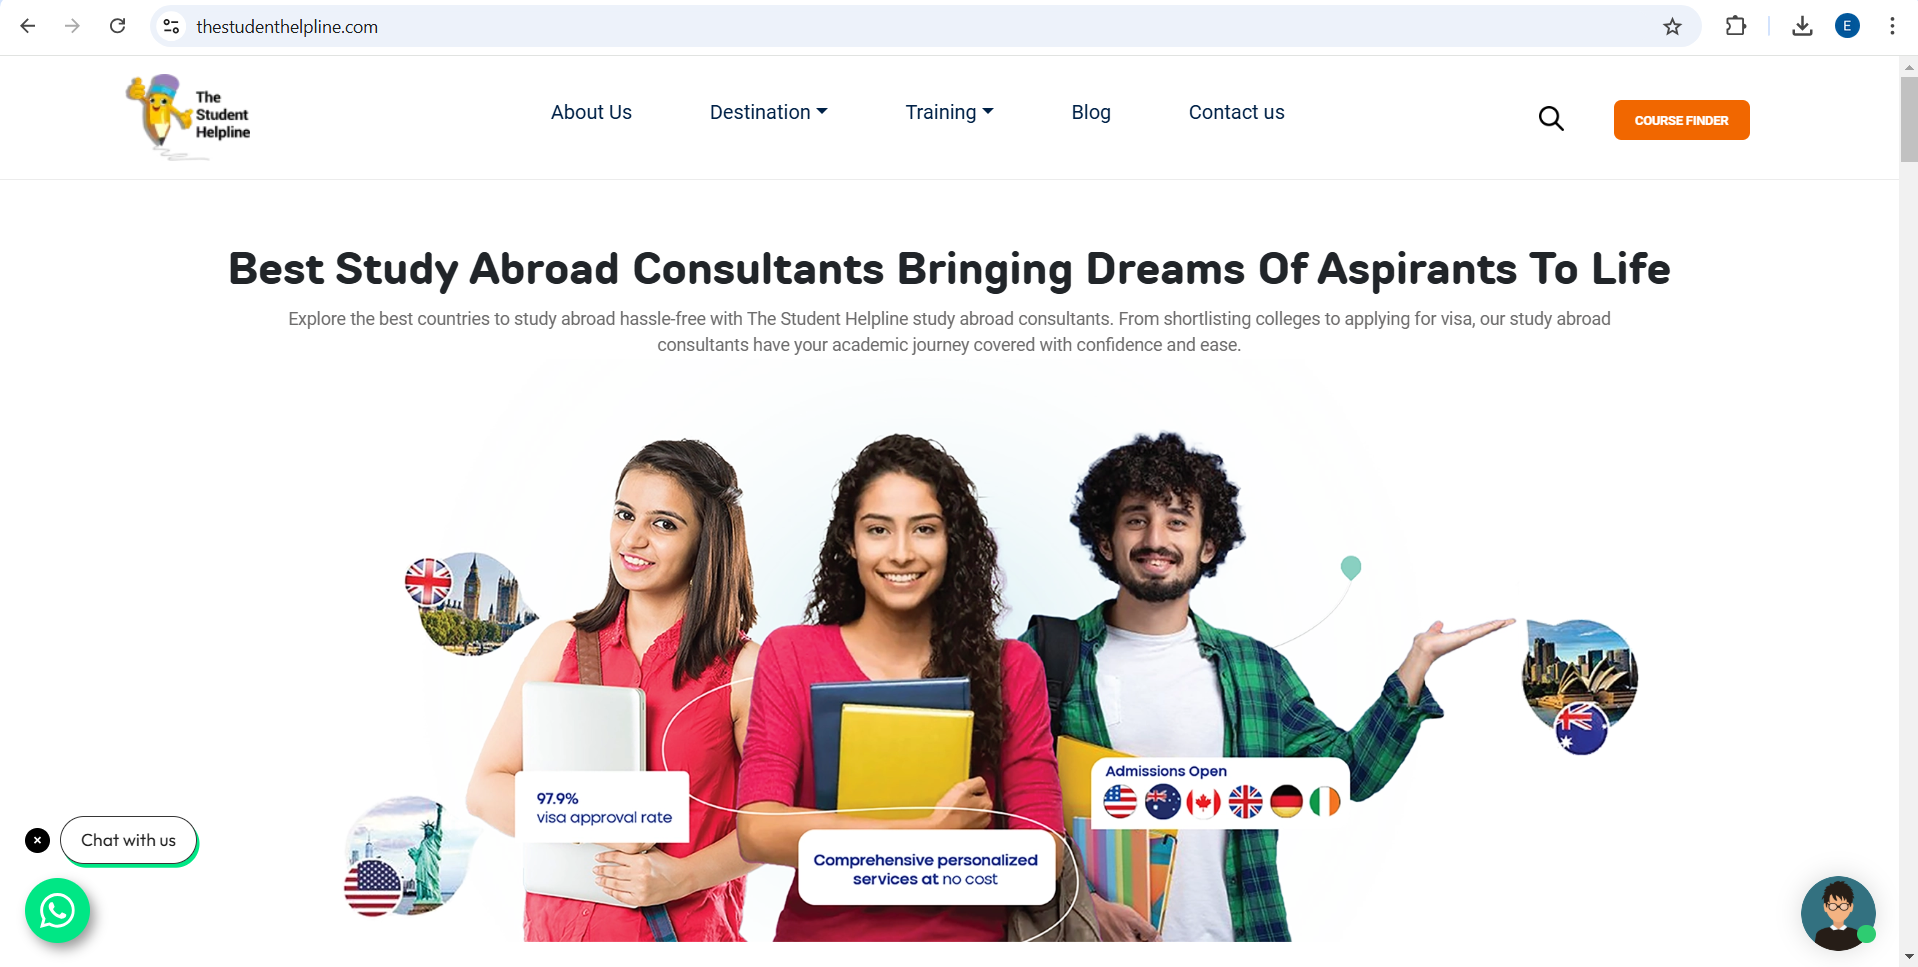 thestudenthelpline.com
E
The
Student
Helpline
About Us
Destination
Training
Blog
Contact us
COURSE FINDER
Best Study Abroad Consultants Bringing Dreams Of Aspirants To Life
Explore the best countries to study abroad hassle-free with The Student Helpline study abroad consultants. From shortlisting colleges to applying for visa, our study abroad
consultants have your academic journey covered with confidence and ease.
97.9%
visa approval rate
Comprehensive personalized
services at no cost
Admissions Open
Chat with us